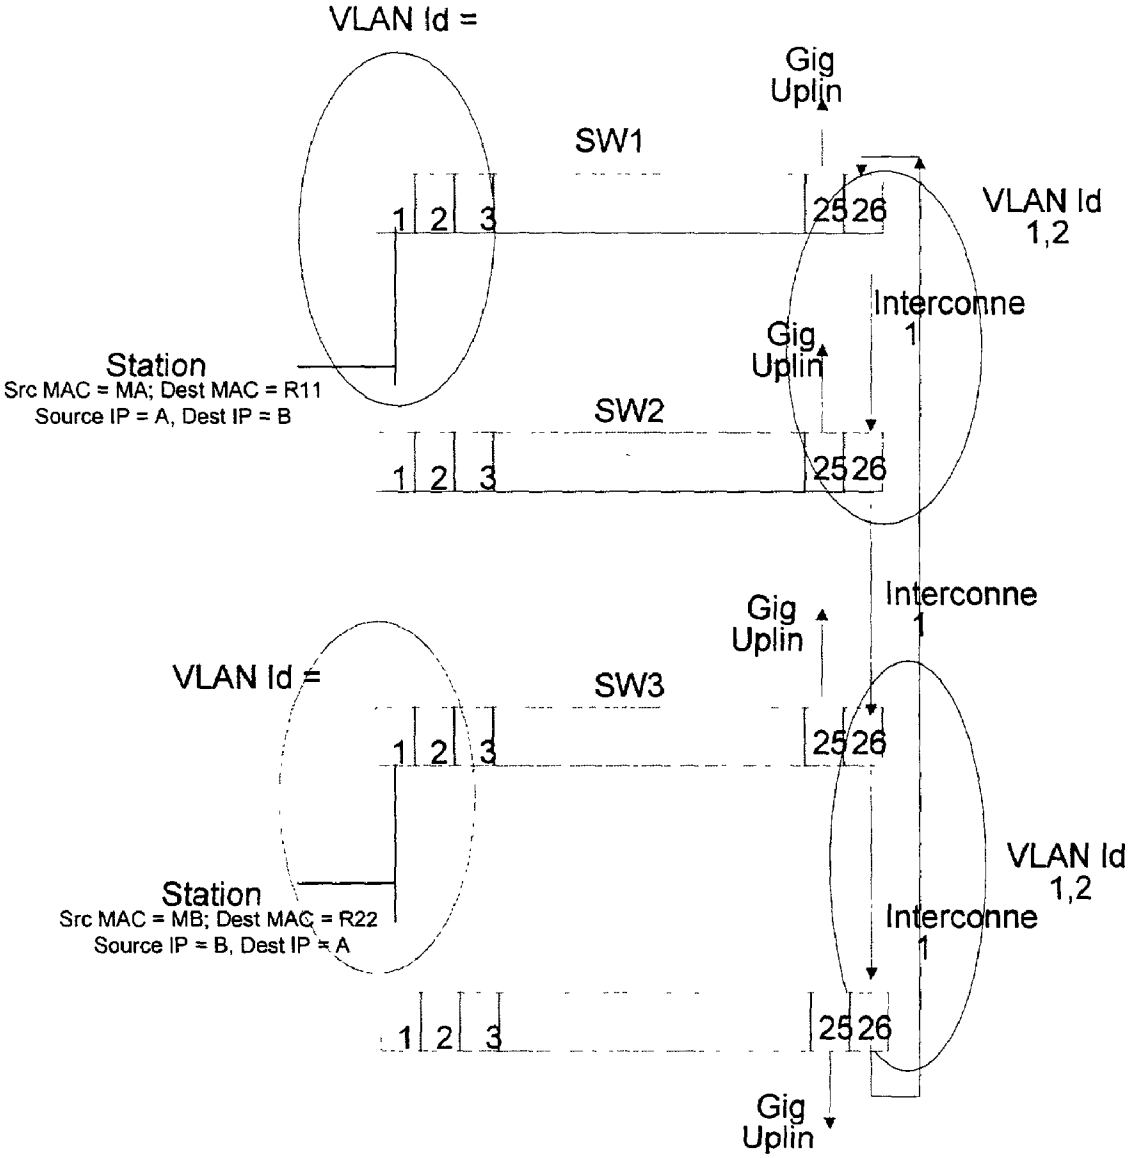 VLAN Id =
Gig
Uplin
SW1
1 2 3 25 26
VLAN Id
1,2
Interconne
1
Gig
Uplin
Station
Src MAC = MA; Dest MAC = R11
Source IP = A, Dest IP = B
SW2
1 2 3 25 26
Interconne
1
Gig
Uplin
VLAN Id =
SW3
1 2 3 25 26
VLAN Id
1,2
Station
Src MAC = MB; Dest MAC = R22
Source IP = B, Dest IP = A
Interconne
1
1 2 3 25 26
Gig
Uplin